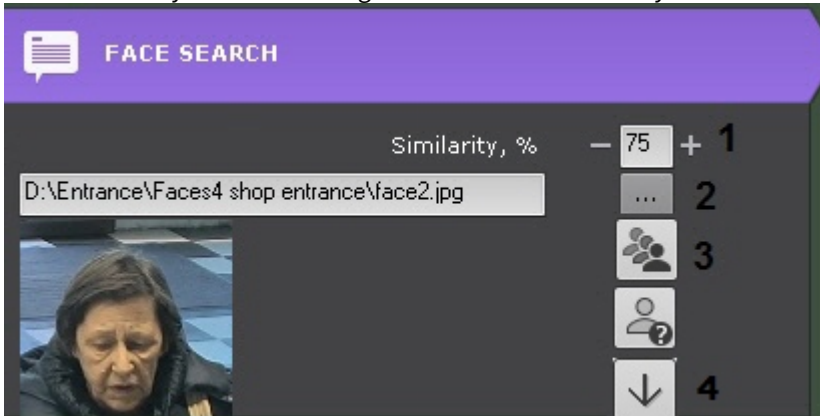 FACE SEARCH
Similarity, % – 75 + 1
D:\Entrance\Faces4 shop entrance\face2.jpg ... 2
3
?
4